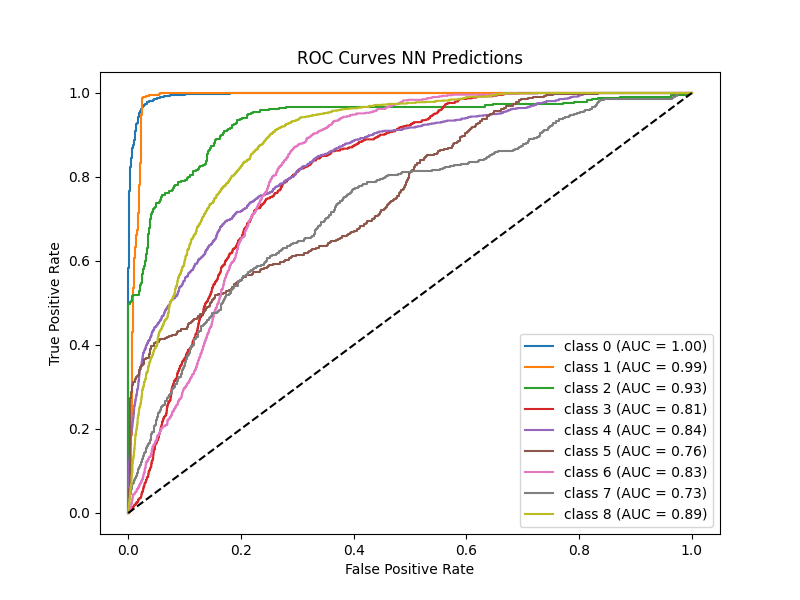 ROC Curves NN Predictions
True Positive Rate
1.0
0.8
0.6
0.4
0.2
0.0
class 0 (AUC = 1.00)
class 1 (AUC = 0.99)
class 2 (AUC = 0.93)
class 3 (AUC = 0.81)
class 4 (AUC = 0.84)
class 5 (AUC = 0.76)
class 6 (AUC = 0.83)
class 7 (AUC = 0.73)
class 8 (AUC = 0.89)
0.0 0.2 0.4 0.6 0.8 1.0
False Positive Rate